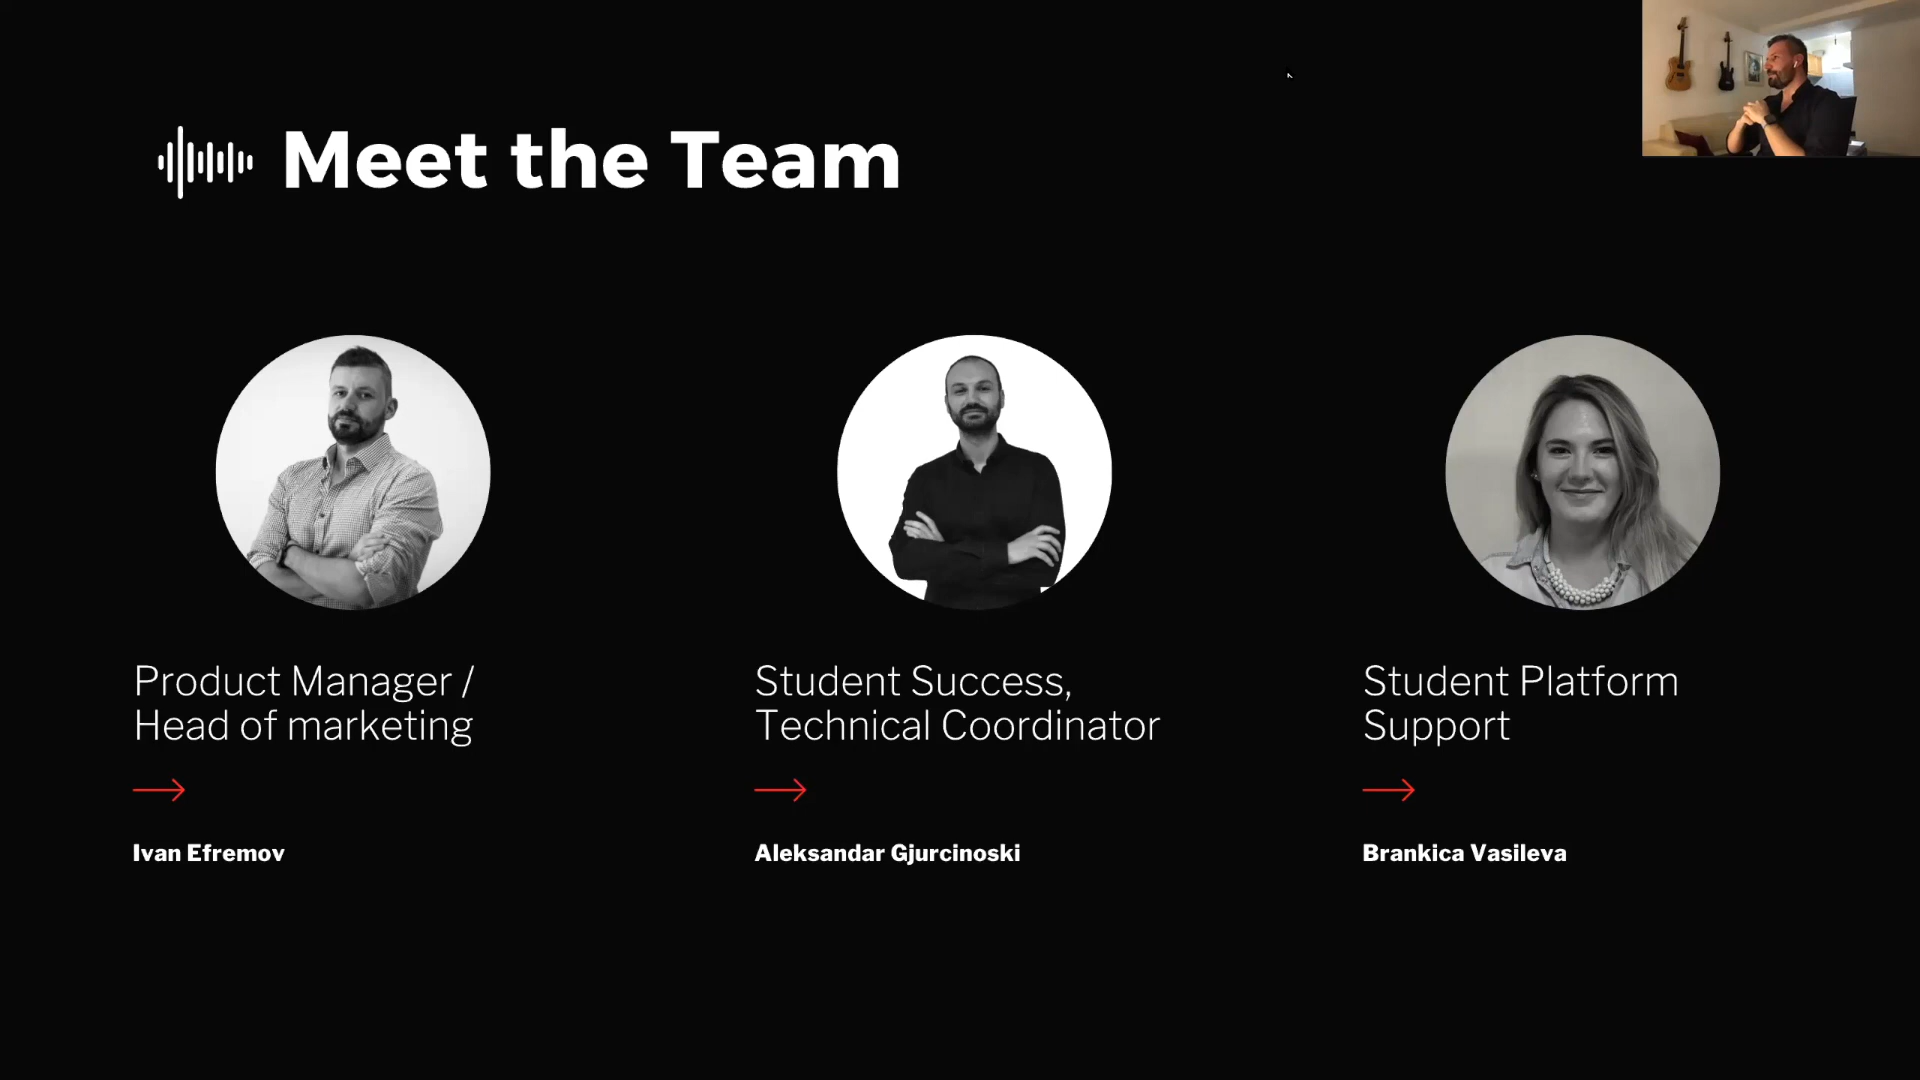 Meet the Team
Product Manager /
Head of marketing
Ivan Efremov
Student Success,
Technical Coordinator
Aleksandar Gjurcinoski
Student Platform
Support
Brankica Vasileva